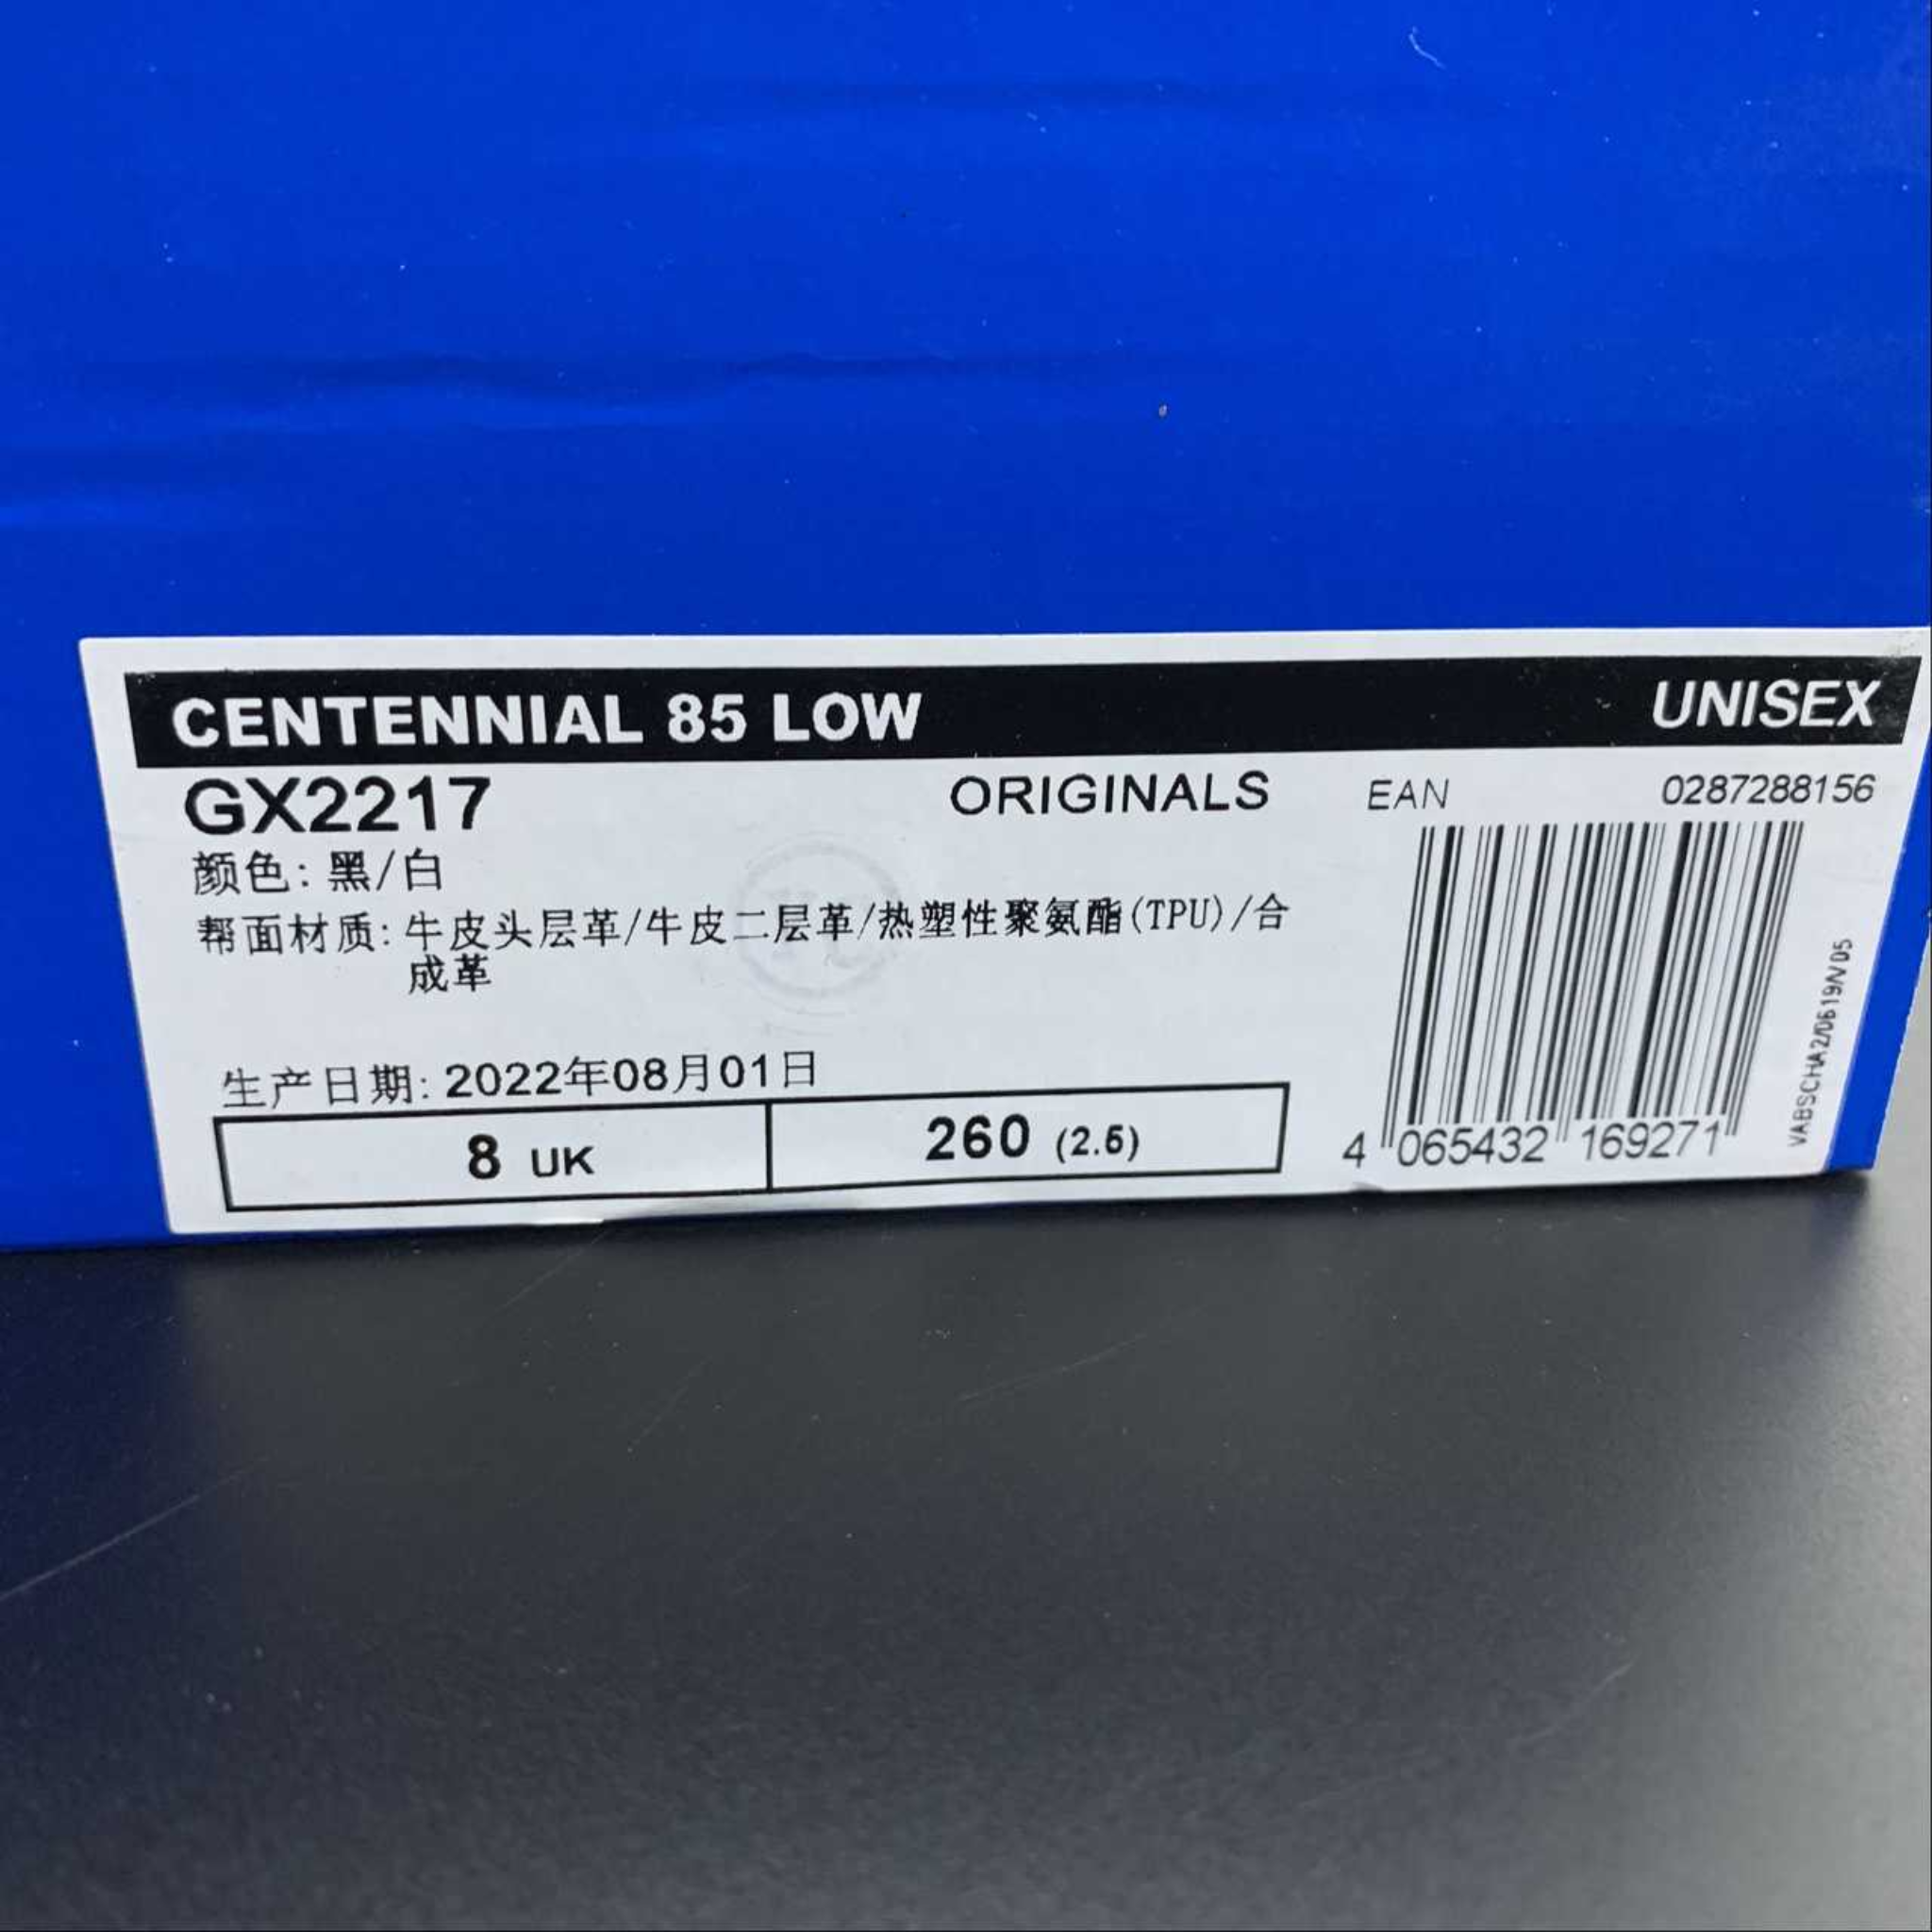 CENTENNIAL 85 LOW UNISEX
GX2217 ORIGINALS EAN 0287288156
颜色: 黑/白
帮面材质: 牛皮头层革/牛皮二层革/热塑性聚氨酯(TPU)/合
成革
生产日期: 2022年08月01日
8 UK 260 (2.5)
4 065432 169271
VABSCHA2/0619/V05